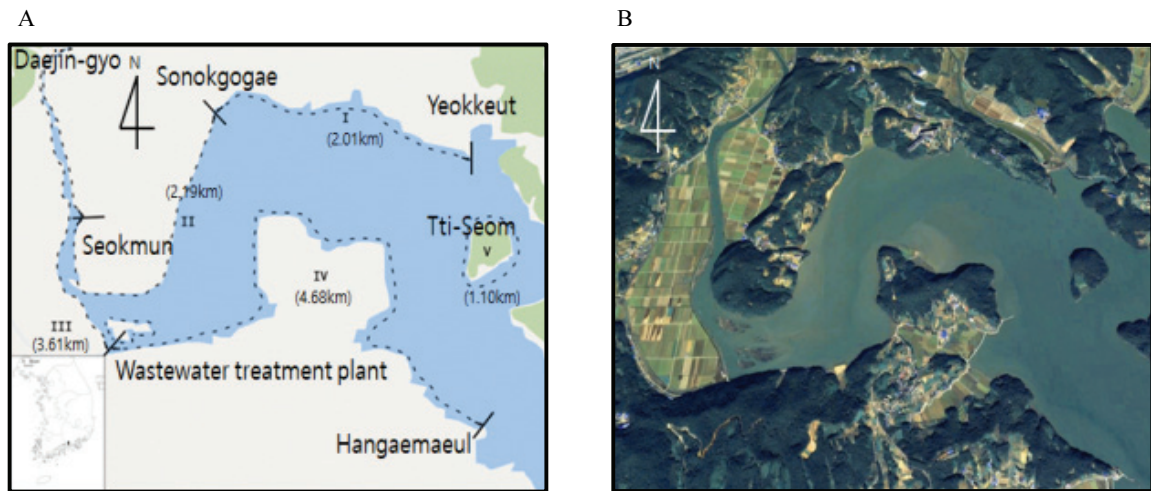 A
B
Daejin-gyo
N
Sonokgogae
Yeokkeut
I
(2.01km)
(2.19km)
II
Seokmun
Tti-Seom
V
(1.10km)
IV
(4.68km)
III
(3.61km)
Wastewater treatment plant
Hangaemaeul
N